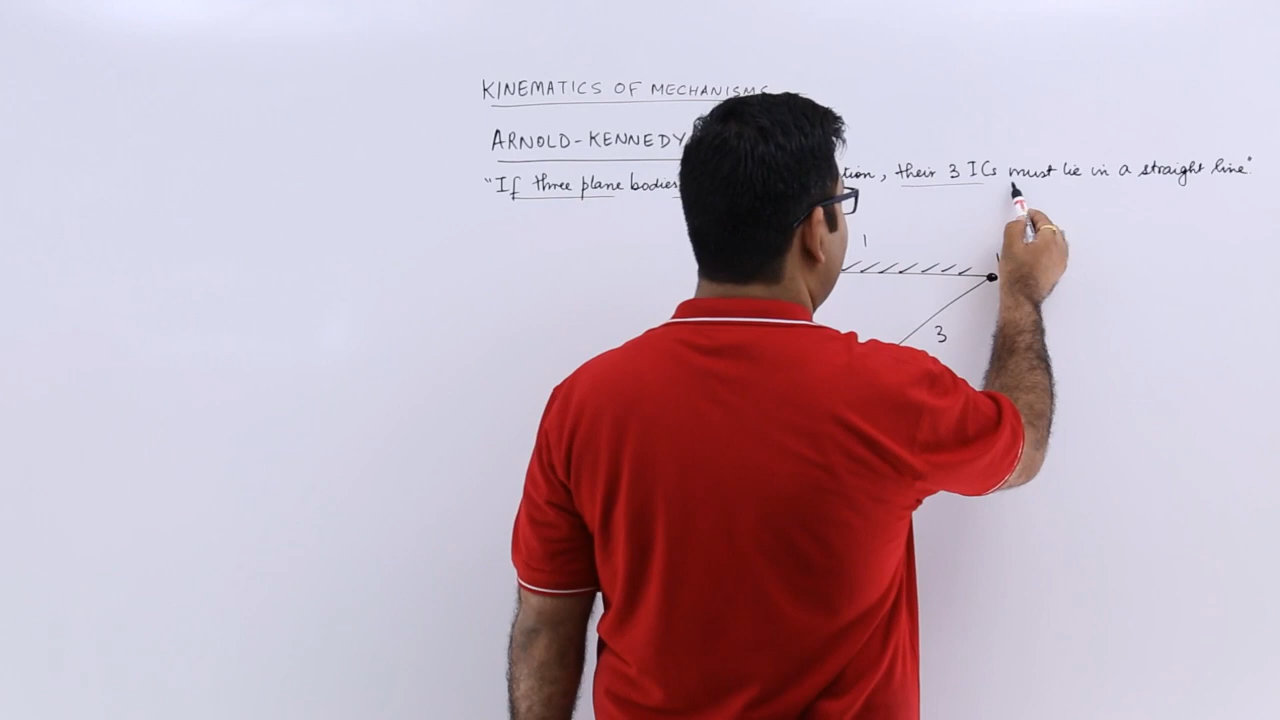 KINEMATICS OF MECHANISMS
ARNOLD-KENNEDY
"If three plane bodies tion, their 3 ICs must lie in a straight line"
1
3